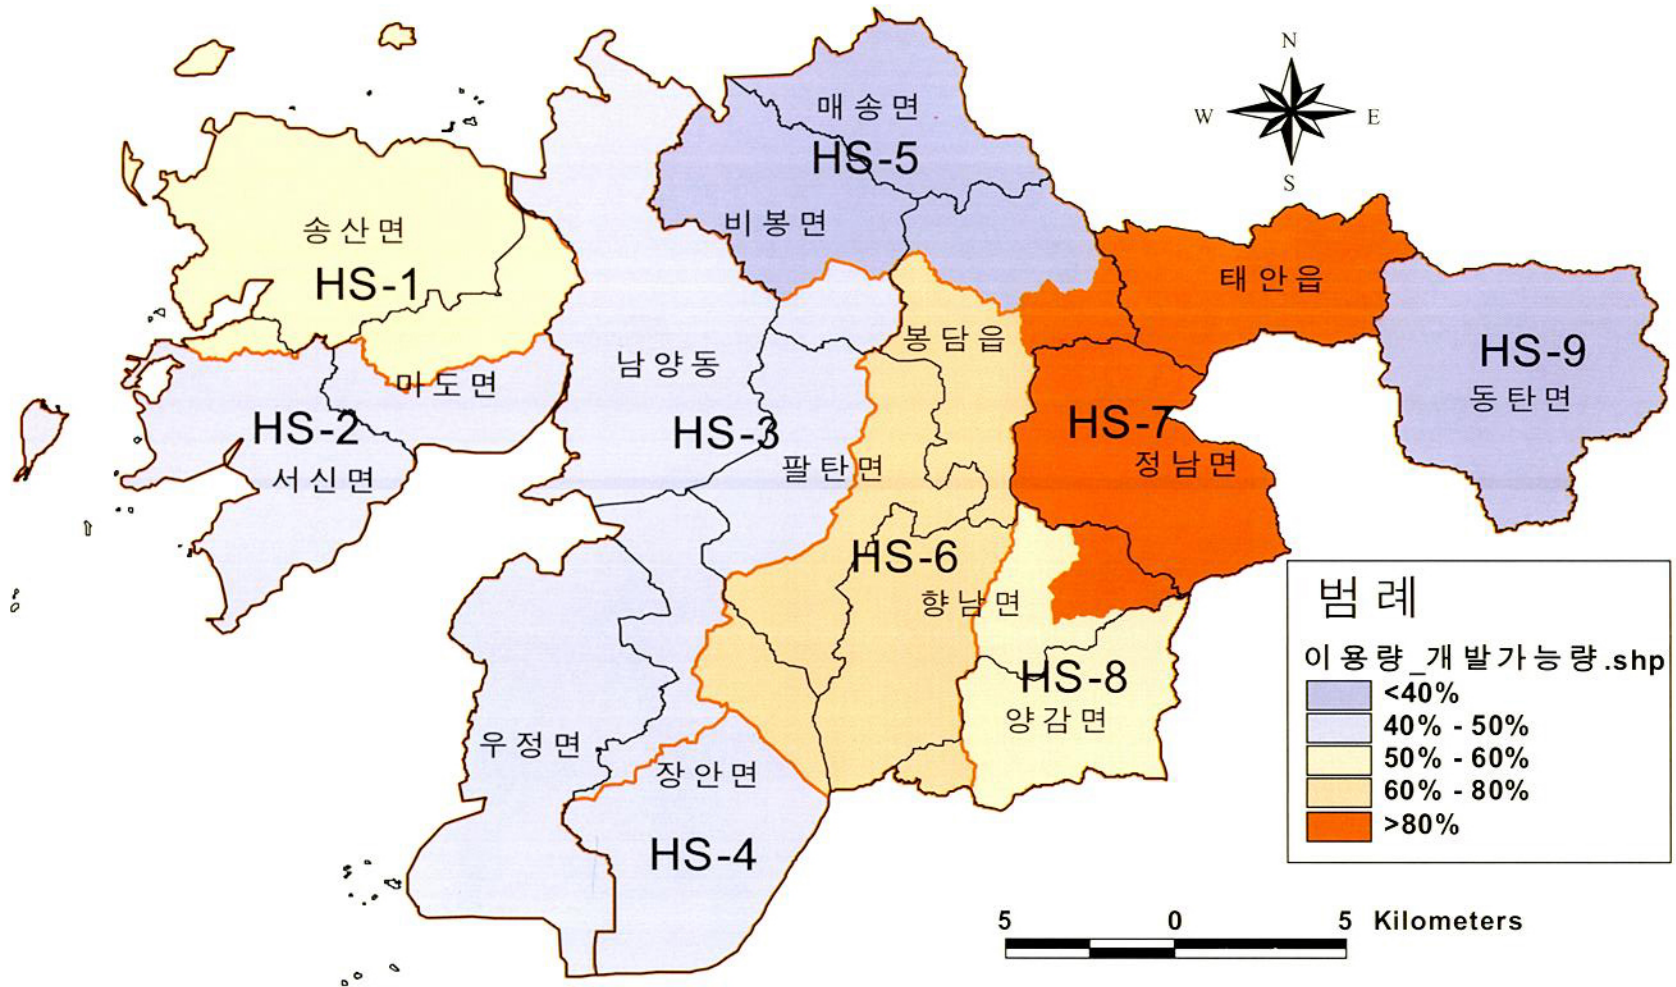 N
W E
S
매송면
HS-5
비봉면
송산면
HS-1
태안읍
봉담읍
HS-9
동탄면
남양동
마도면
HS-2
HS-3
HS-7
서신면
팔탄면
정남면
HS-6
향남면
HS-8
양감면
우정면
장안면
HS-4
범례
이용량_개발가능량.shp
<40%
40% - 50%
50% - 60%
60% - 80%
>80%
5 0 5 Kilometers